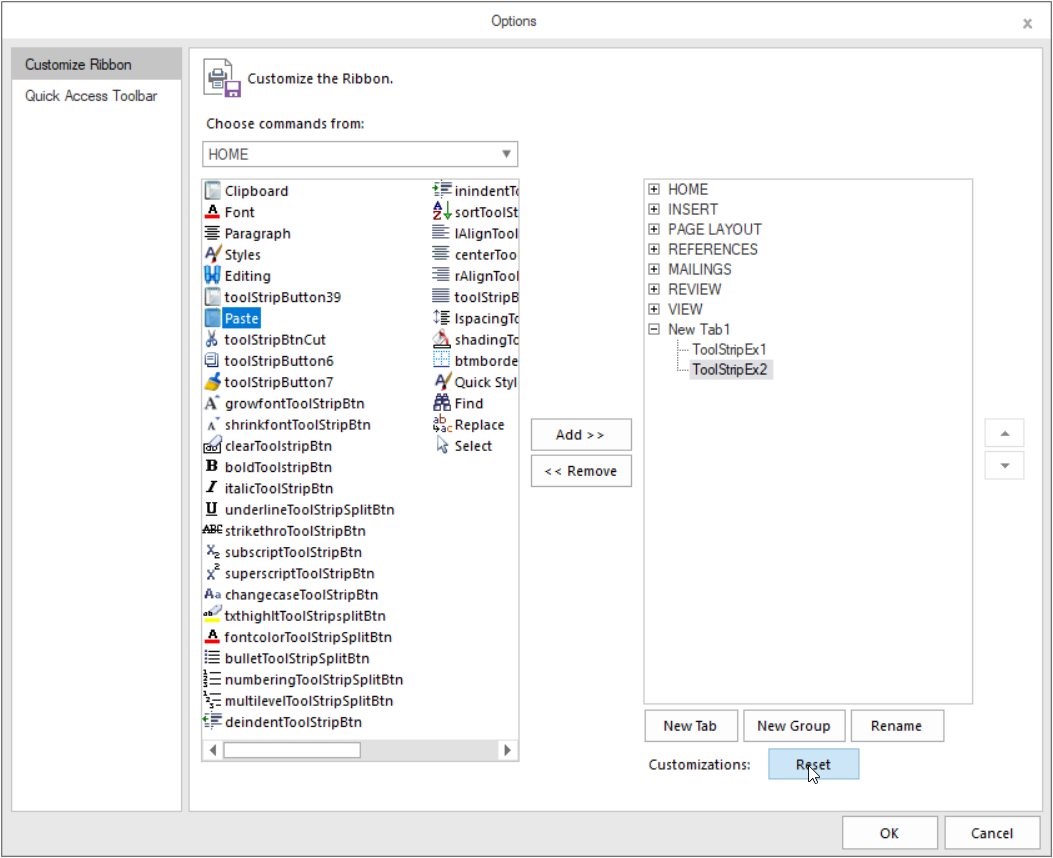 Options
x
Customize Ribbon
Quick Access Toolbar
Customize the Ribbon.
Choose commands from:
HOME
Clipboard
Font
Paragraph
Styles
Editing
toolStripButton39
Paste
toolStripBtnCut
toolStripButton6
toolStripButton7
growfontToolStripBtn
shrinkfontToolStripBtn
clearToolstripBtn
boldToolstripBtn
italicToolStripBtn
underlineToolStripSplitBtn
strikethroToolStripBtn
subscriptToolStripBtn
superscriptToolStripBtn
changecaseToolStripBtn
txthighltToolStripsplitBtn
fontcolorToolStripSplitBtn
bulletToolStripSplitBtn
numberingToolStripSplitBtn
multilevelToolStripSplitBtn
deindentToolStripBtn
inindentTo
sortToolSt
lAlignTool
centerToo
rAlignTool
toolStripB
lspacingTo
shadingTo
btmborde
Quick Styl
Find
Replace
Select
Add >>
<< Remove
HOME
INSERT
PAGE LAYOUT
REFERENCES
MAILINGS
REVIEW
VIEW
New Tab1
ToolStripEx1
ToolStripEx2
New Tab New Group Rename
Customizations: Reset
OK Cancel